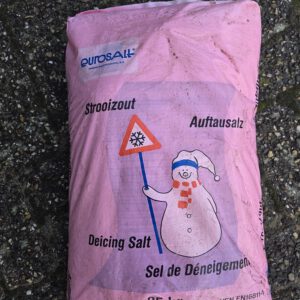 eurosalt
Strooizout
Auftausalz
Deicing Salt
Sel de Déneigement